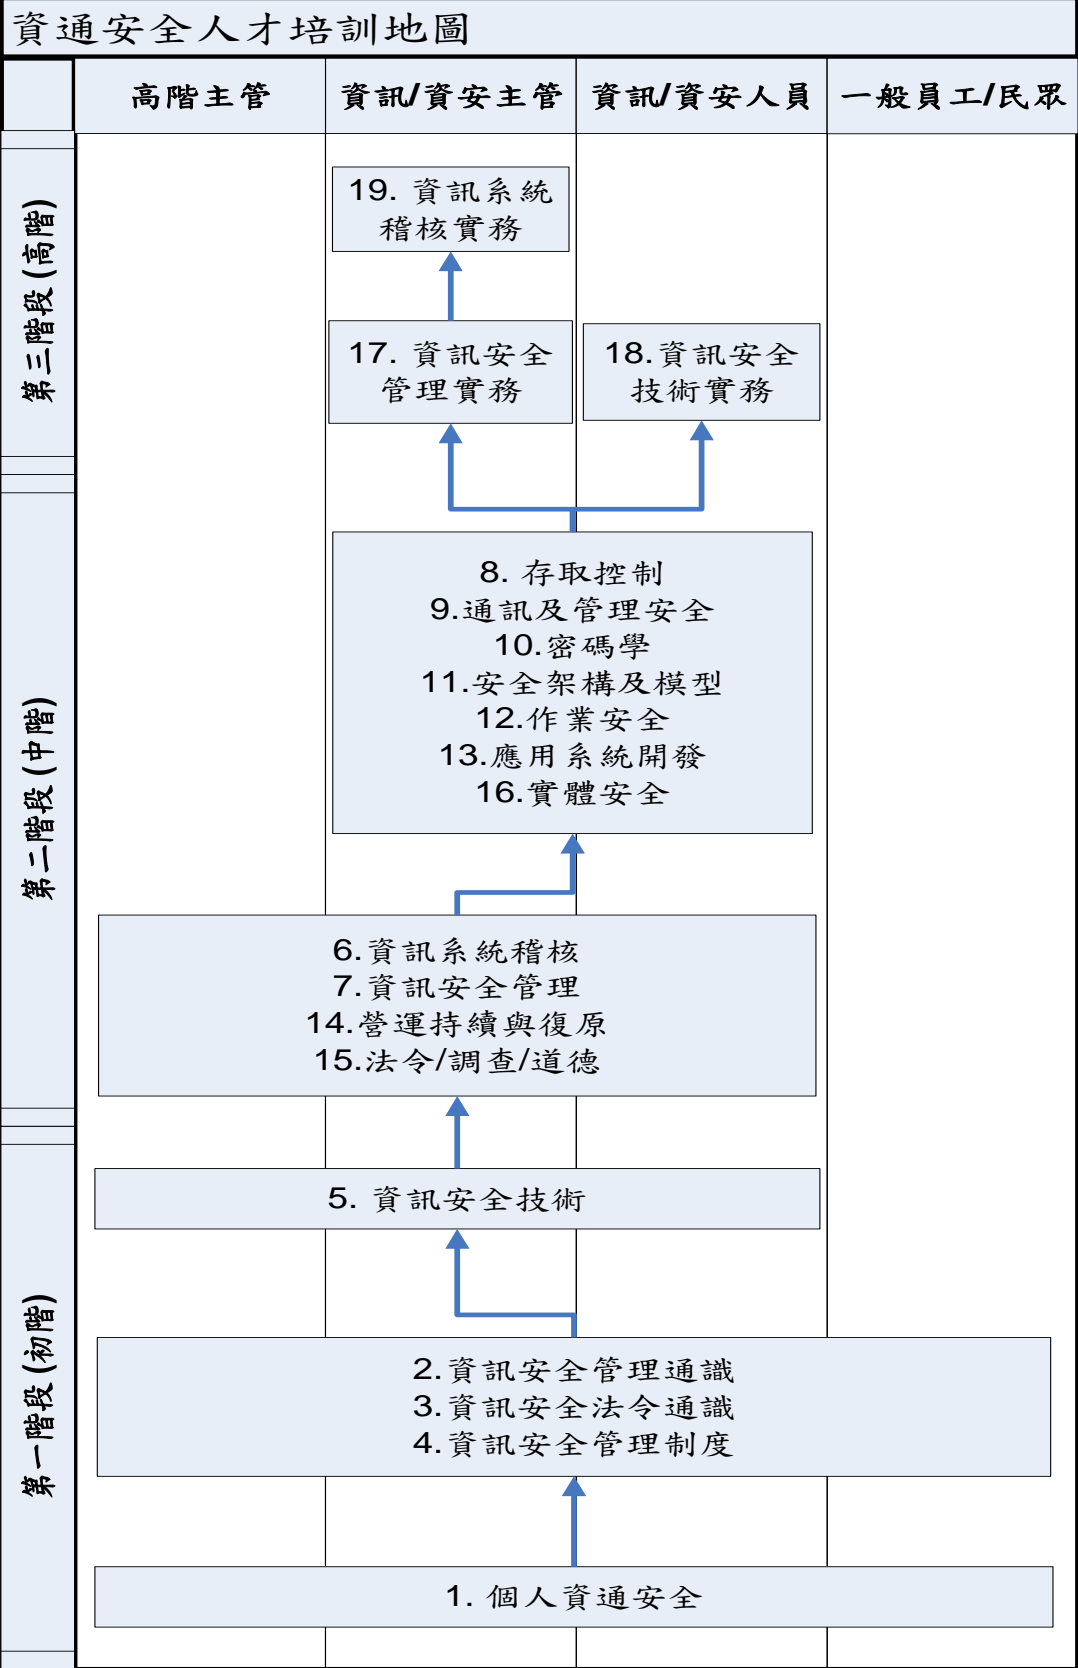 資通安全人才培訓地圖
高階主管
資訊/資安主管
資訊/資安人員
一般員工/民眾
第三階段(高階)
19. 資訊系統
稽核實務
17. 資訊安全
管理實務
18.資訊安全
技術實務
第二階段(中階)
8. 存取控制
9.通訊及管理安全
10.密碼學
11.安全架構及模型
12.作業安全
13.應用系統開發
16.實體安全
6.資訊系統稽核
7.資訊安全管理
14.營運持續與復原
15.法令/調查/道德
第一階段(初階)
5. 資訊安全技術
2.資訊安全管理通識
3.資訊安全法令通識
4.資訊安全管理制度
1. 個人資通安全